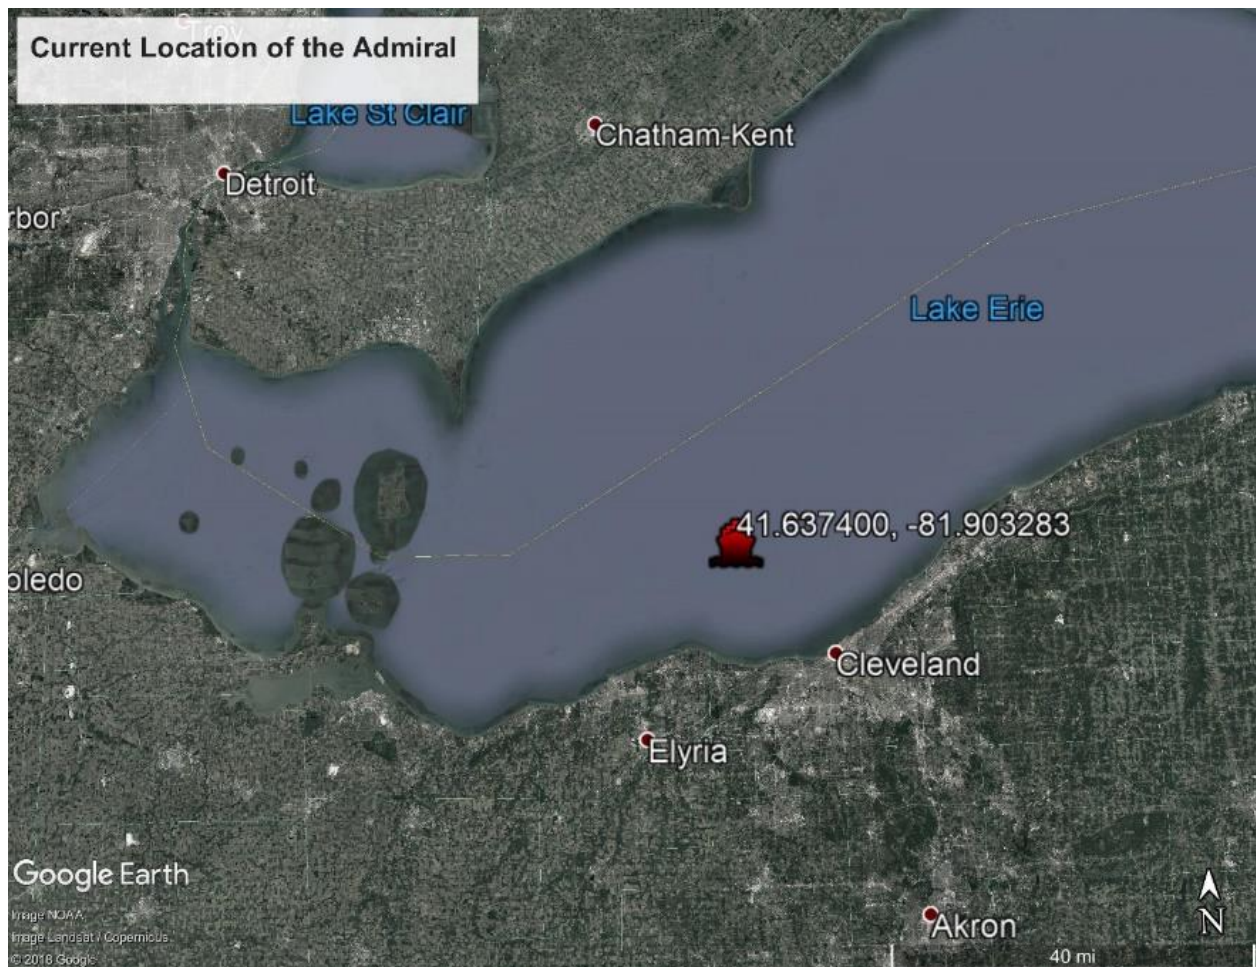 Current Location of the Admiral
Lake St Clair
Chatham-Kent
Detroit
rbor
Lake Erie
41.637400, -81.903283
oledo
Cleveland
Elyria
Google Earth
Image NOAA
Image Landsat / Copernicus
© 2018 Google
Akron
N
40 mi